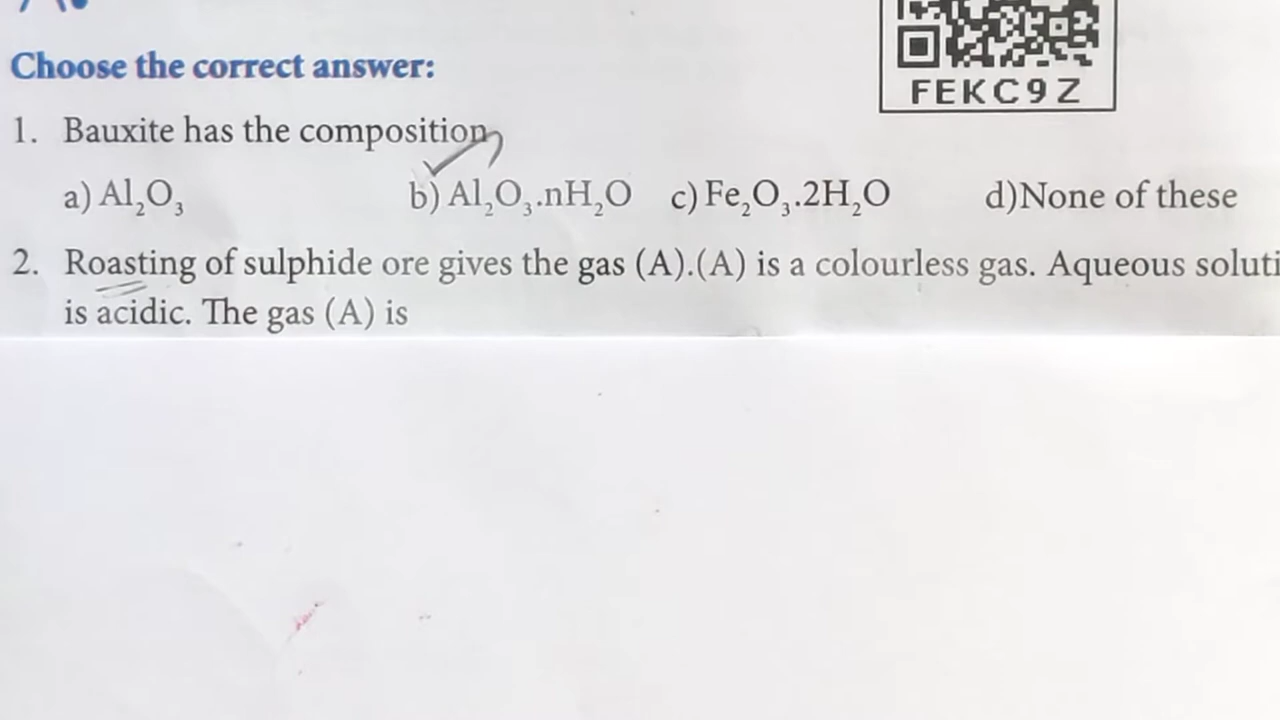 FEKC9Z
Choose the correct answer:
1. Bauxite has the composition
a) Al₂O₃ b) Al₂O₃.nH₂O c) Fe₂O₃.2H₂O d)None of these
2. Roasting of sulphide ore gives the gas (A).(A) is a colourless gas. Aqueous soluti
is acidic. The gas (A) is